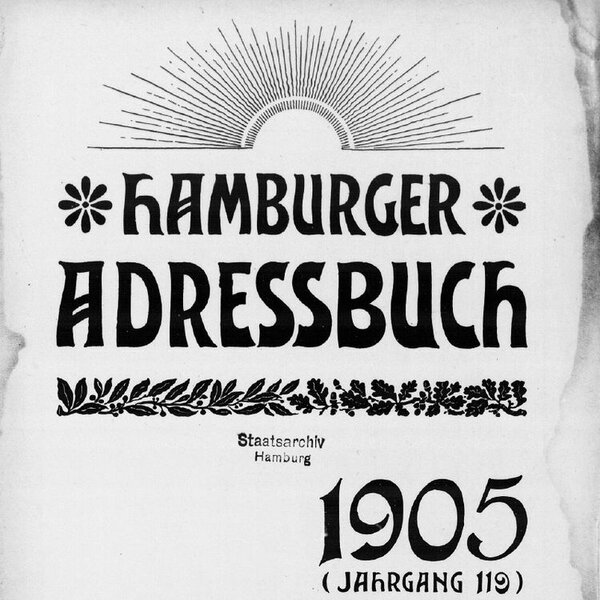 HAMBURGER
ADRESSBUCH
Staatsarchiv
Hamburg
1905
(JAHRGANG 119)